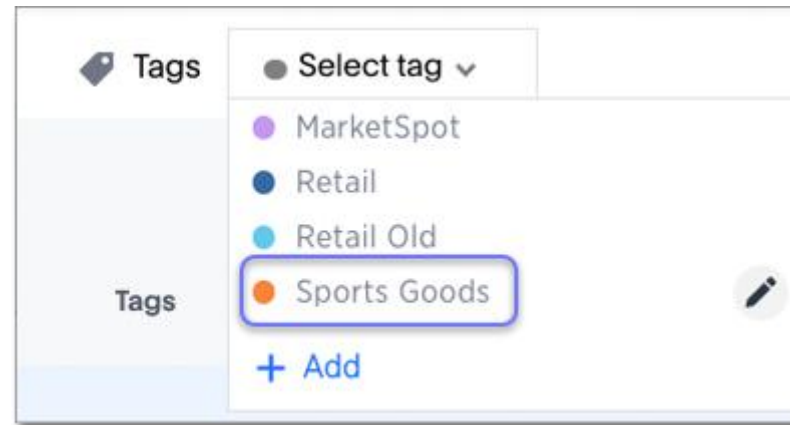 Tags Select tag
MarketSpot
Retail
Retail Old
Sports Goods
Tags
+ Add